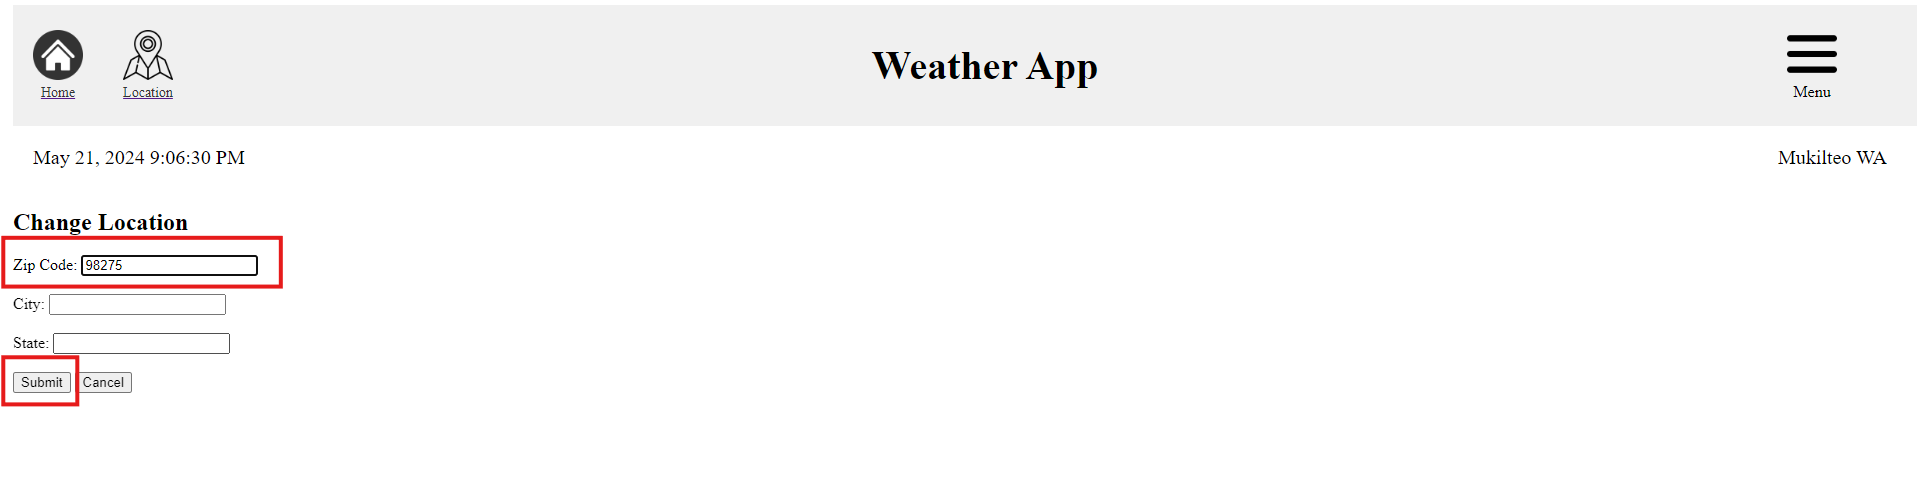 Weather App
Home Location Menu
May 21, 2024 9:06:30 PM Mukilteo WA
Change Location
Zip Code: 98275
City:
State:
Submit Cancel